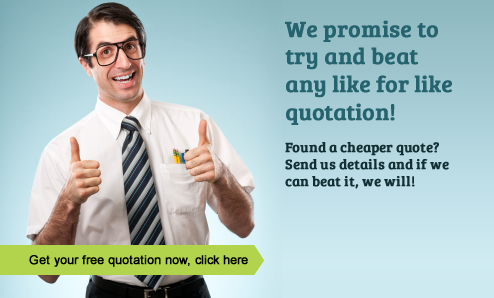 We promise to
try and beat
any like for like
quotation!
Found a cheaper quote?
Send us details and if we
can beat it, we will!
Get your free quotation now, click here